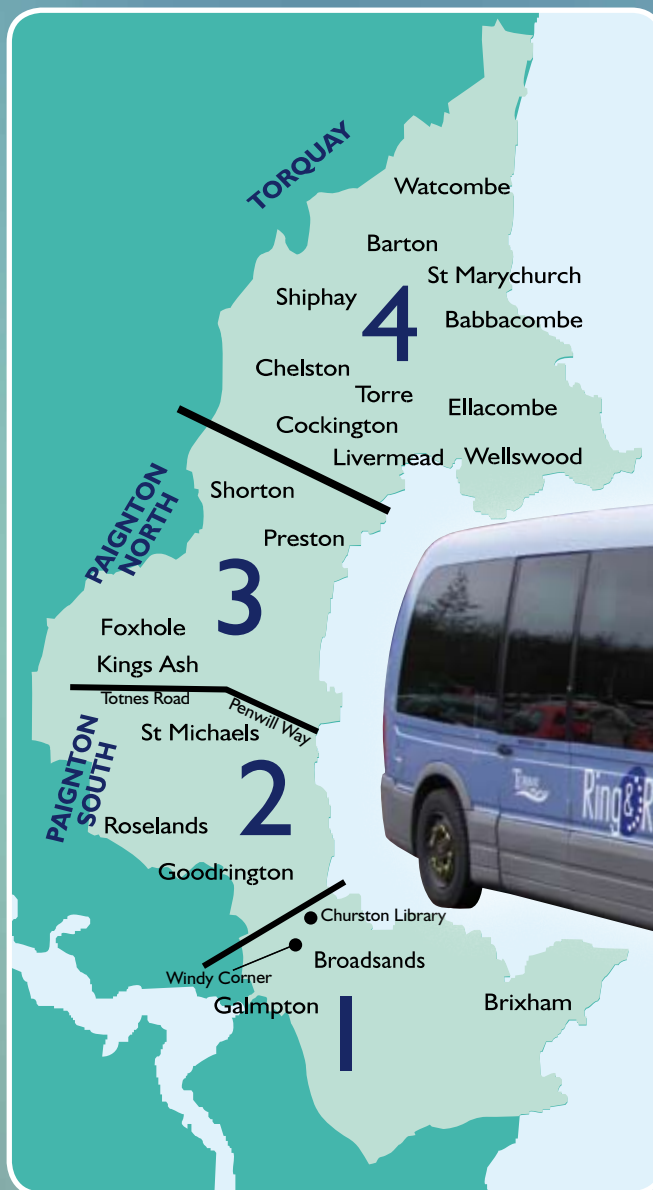 TORQUAY
Watcombe
Barton
St Marychurch
Shiphay
4
Babbacombe
Chelston
Torre
Ellacombe
Cockington
Livermead
Wellswood
Shorton
PAIGNTON
NORTH
Preston
3
Foxhole
Kings Ash
Totnes Road
Penwill Way
St Michaels
PAIGNTON
SOUTH
2
Roselands
Goodrington
Churston Library
Broadsands
Windy Corner
Galmpton
1
Brixham
Ring&R